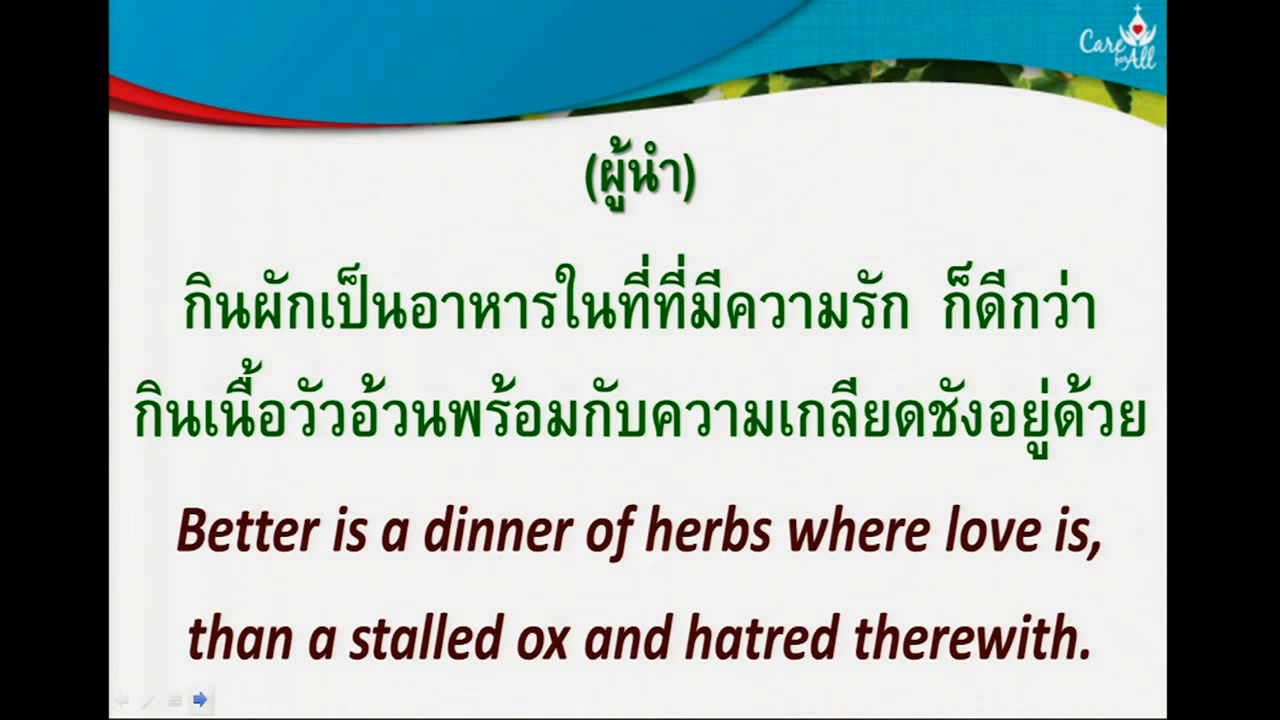 Care
for All
(ผู้นำ)
กินผักเป็นอาหารในที่ที่มีความรัก ก็ดีกว่า
กินเนื้อวัวอ้วนพร้อมกับความเกลียดชังอยู่ด้วย
Better is a dinner of herbs where love is,
than a stalled ox and hatred therewith.